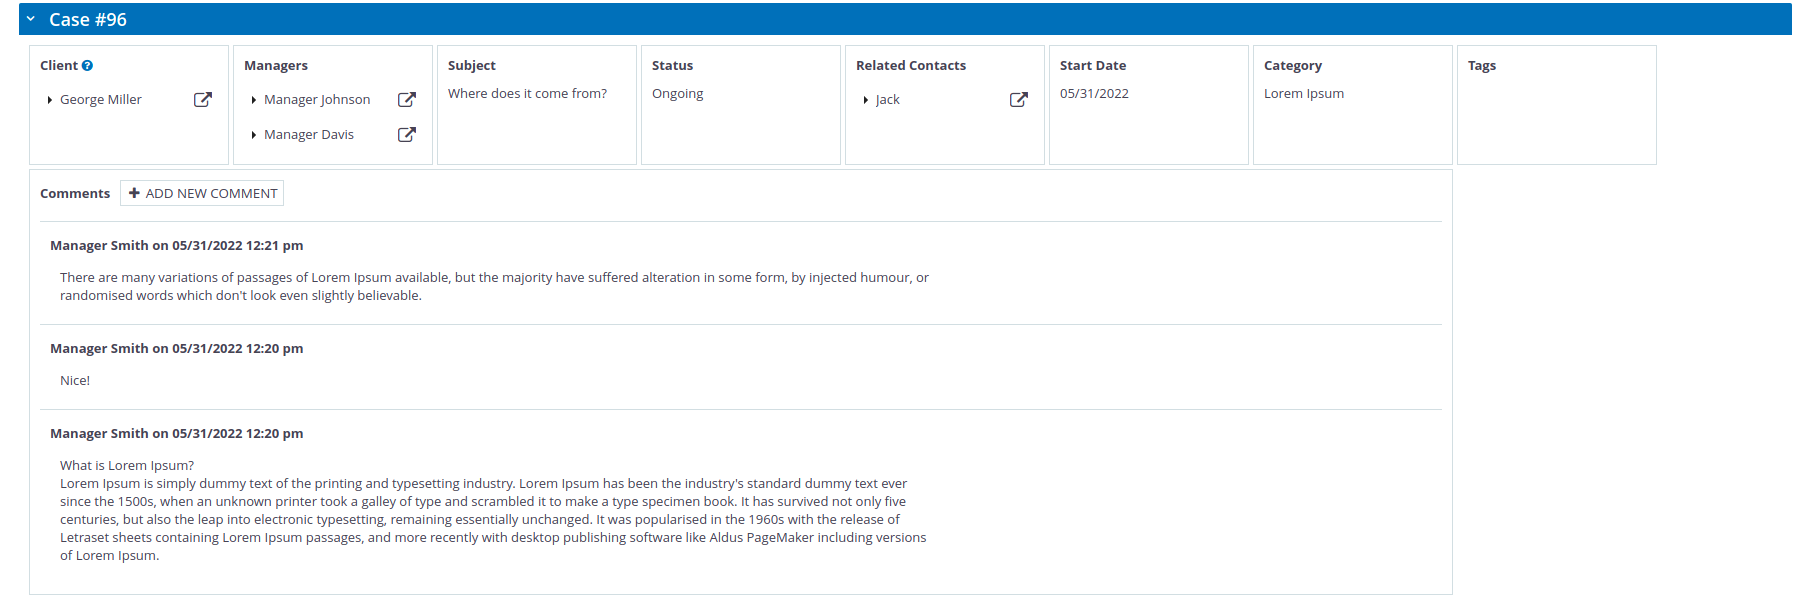 Case #96
Client
George Miller
Managers
Manager Johnson
Manager Davis
Subject
Where does it come from?
Status
Ongoing
Related Contacts
Jack
Start Date
05/31/2022
Category
Lorem Ipsum
Tags
Comments
ADD NEW COMMENT
Manager Smith on 05/31/2022 12:21 pm
There are many variations of passages of Lorem Ipsum available, but the majority have suffered alteration in some form, by injected humour, or
randomised words which don't look even slightly believable.
Manager Smith on 05/31/2022 12:20 pm
Nice!
Manager Smith on 05/31/2022 12:20 pm
What is Lorem Ipsum?
Lorem Ipsum is simply dummy text of the printing and typesetting industry. Lorem Ipsum has been the industry's standard dummy text ever
since the 1500s, when an unknown printer took a galley of type and scrambled it to make a type specimen book. It has survived not only five
centuries, but also the leap into electronic typesetting, remaining essentially unchanged. It was popularised in the 1960s with the release of
Letraset sheets containing Lorem Ipsum passages, and more recently with desktop publishing software like Aldus PageMaker including versions
of Lorem Ipsum.